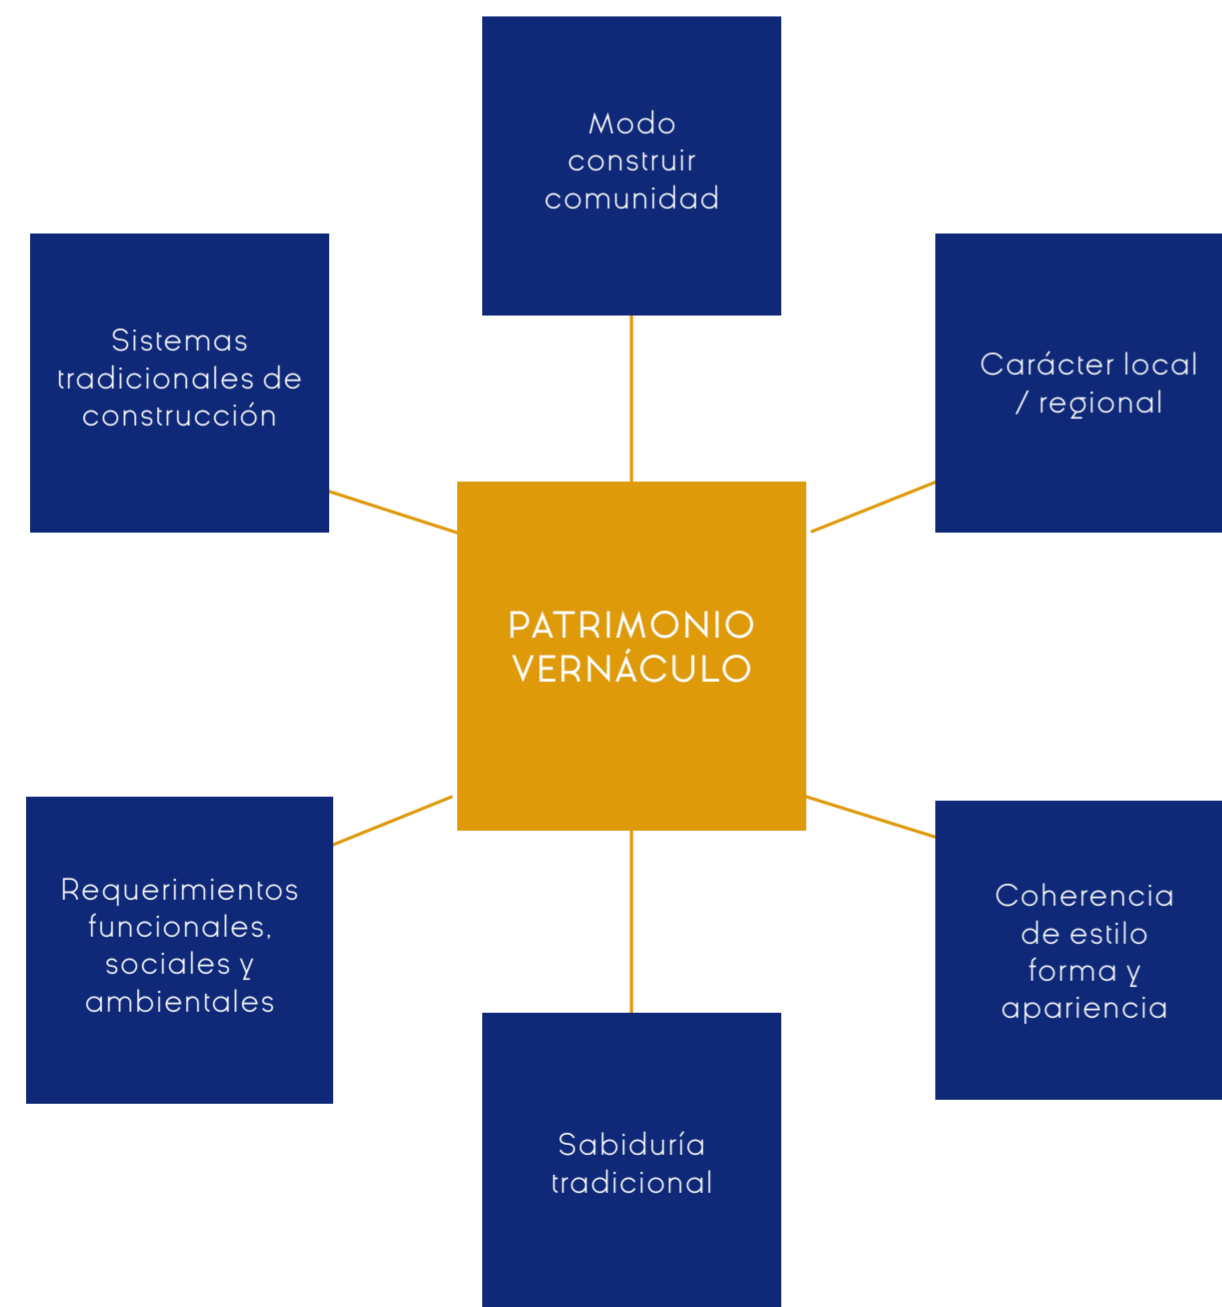 Modo
construir
comunidad
Sistemas
tradicionales de
construcción
Carácter local
/ regional
PATRIMONIO
VERNÁCULO
Requerimientos
funcionales,
sociales y
ambientales
Coherencia
de estilo
forma y
apariencia
Sabiduría
tradicional